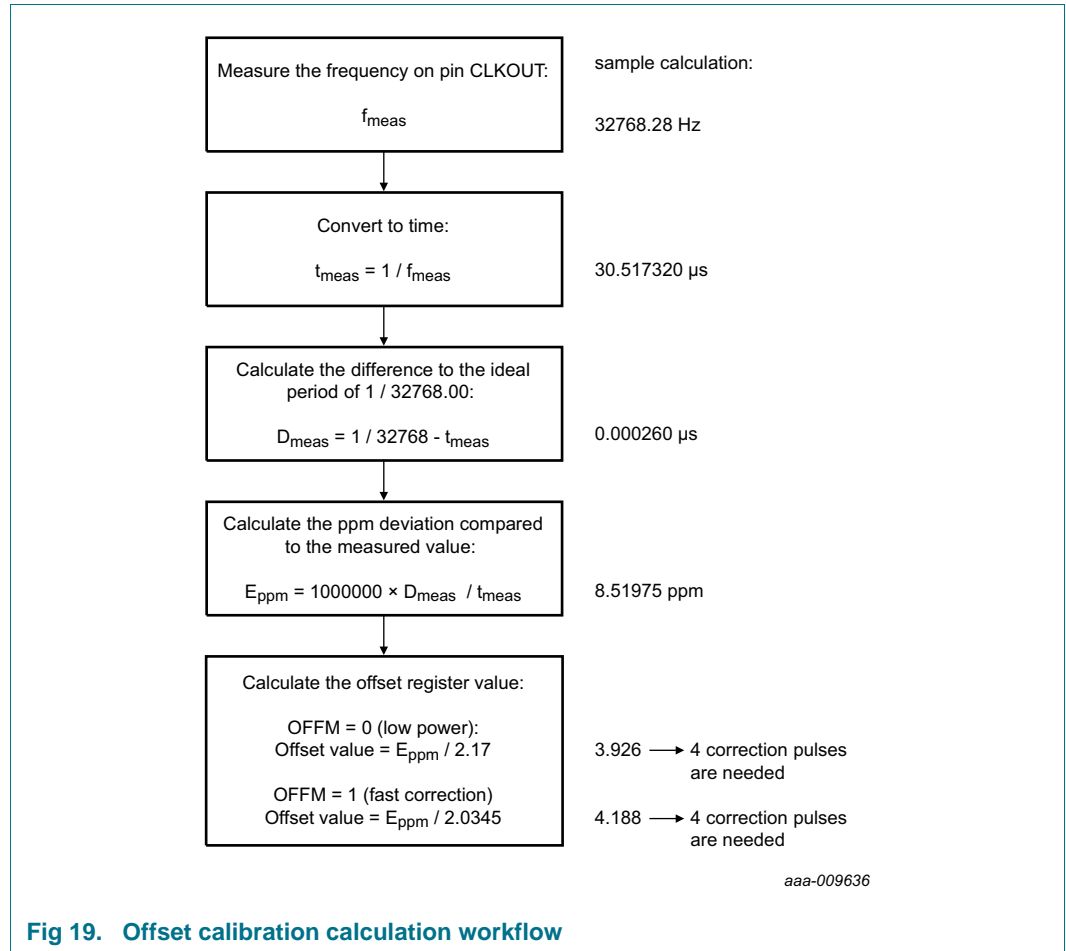 Measure the frequency on pin CLKOUT:
fmeas
sample calculation:
32768.28 Hz
Convert to time:
tmeas = 1 / fmeas
30.517320 µs
Calculate the difference to the ideal
period of 1 / 32768.00:
Dmeas = 1 / 32768 - tmeas
0.000260 µs
Calculate the ppm deviation compared
to the measured value:
Eppm = 1000000 × Dmeas / tmeas
8.51975 ppm
Calculate the offset register value:
OFFM = 0 (low power):
Offset value = Eppm / 2.17
3.926 → 4 correction pulses
are needed
OFFM = 1 (fast correction)
Offset value = Eppm / 2.0345
4.188 → 4 correction pulses
are needed
aaa-009636
Fig 19. Offset calibration calculation workflow